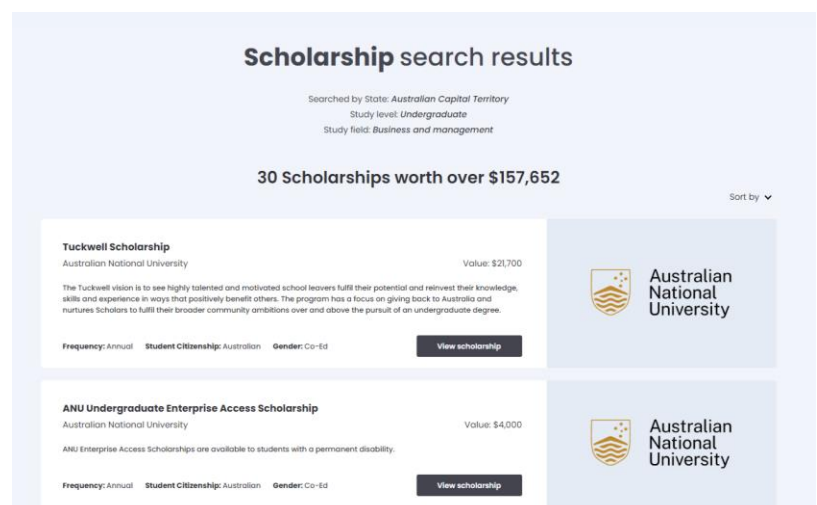 Scholarship search results
Searched by State: Australian Capital Territory
Study level: Undergraduate
Study field: Business and management
30 Scholarships worth over $157,652
Sort by
Tuckwell Scholarship
Australian National University
Value: $21,700
The Tuckwell vision is to see highly talented and motivated school leavers fulfil their potential and reinvest their knowledge,
skills and experience in ways that positively benefit others. The program has a focus on giving back to Australia and
nurtures Scholars to fulfil their broader community ambitions over and above the pursuit of an undergraduate degree.
Frequency: Annual Student Citizenship: Australian Gender: Co-Ed
View scholarship
Australian
National
University
ANU Undergraduate Enterprise Access Scholarship
Australian National University
Value: $4,000
ANU Enterprise Access Scholarships are available to students with a permanent disability.
Frequency: Annual Student Citizenship: Australian Gender: Co-Ed
View scholarship
Australian
National
University